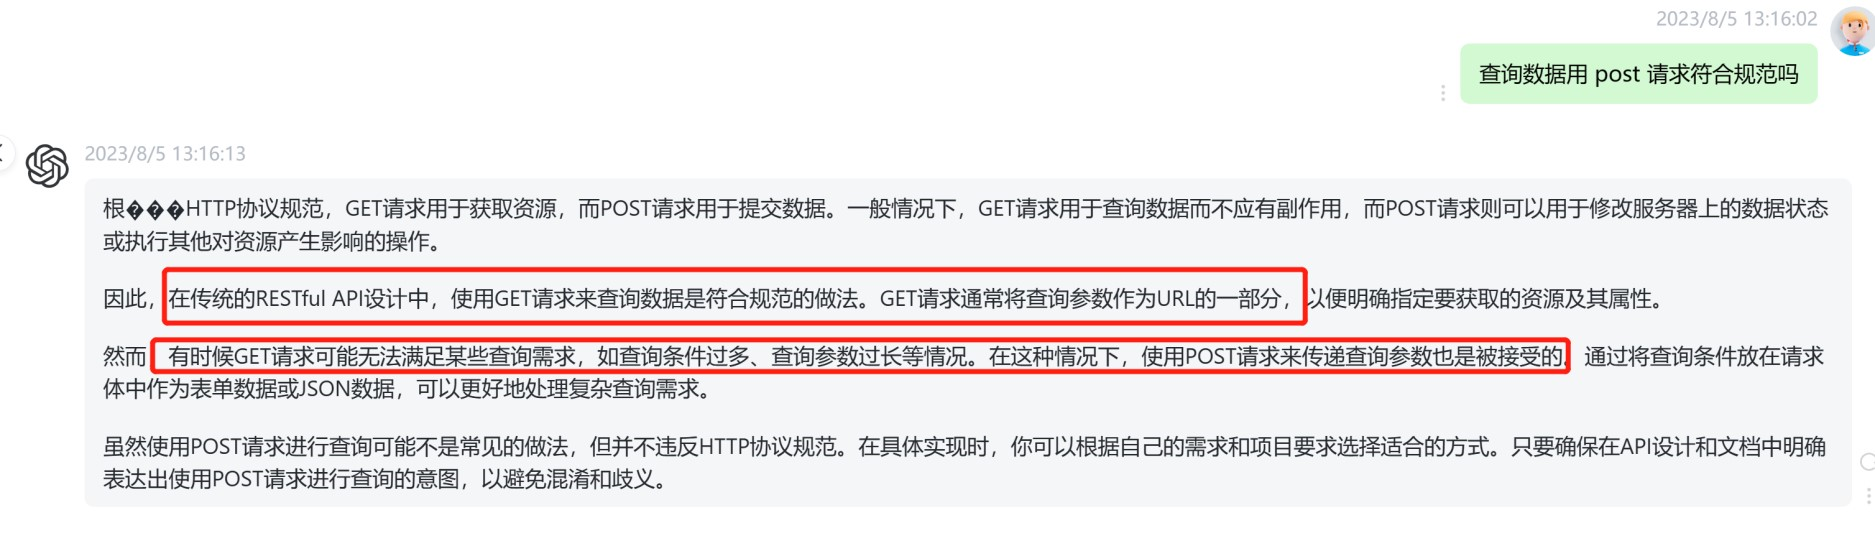 2023/8/5 13:16:02
查询数据用 post 请求符合规范吗
2023/8/5 13:16:13
根���HTTP协议规范，GET请求用于获取资源，而POST请求用于提交数据。一般情况下，GET请求用于查询数据而不应有副作用，而POST请求则可以用于修改服务器上的数据状态
或执行其他对资源产生影响的操作。
因此，在传统的RESTful API设计中，使用GET请求来查询数据是符合规范的做法。GET请求通常将查询参数作为URL的一部分，以便明确指定要获取的资源及其属性。
然而，有时候GET请求可能无法满足某些查询需求，如查询条件过多、查询参数过长等情况。在这种情况下，使用POST请求来传递查询参数也是被接受的。通过将查询条件放在请求
体中作为表单数据或JSON数据，可以更好地处理复杂查询需求。
虽然使用POST请求进行查询可能不是常见的做法，但并不违反HTTP协议规范。在具体实现时，你可以根据自己的需求和项目要求选择适合的方式。只要确保在API设计和文档中明确
表达出使用POST请求进行查询的意图，以避免混淆和歧义。